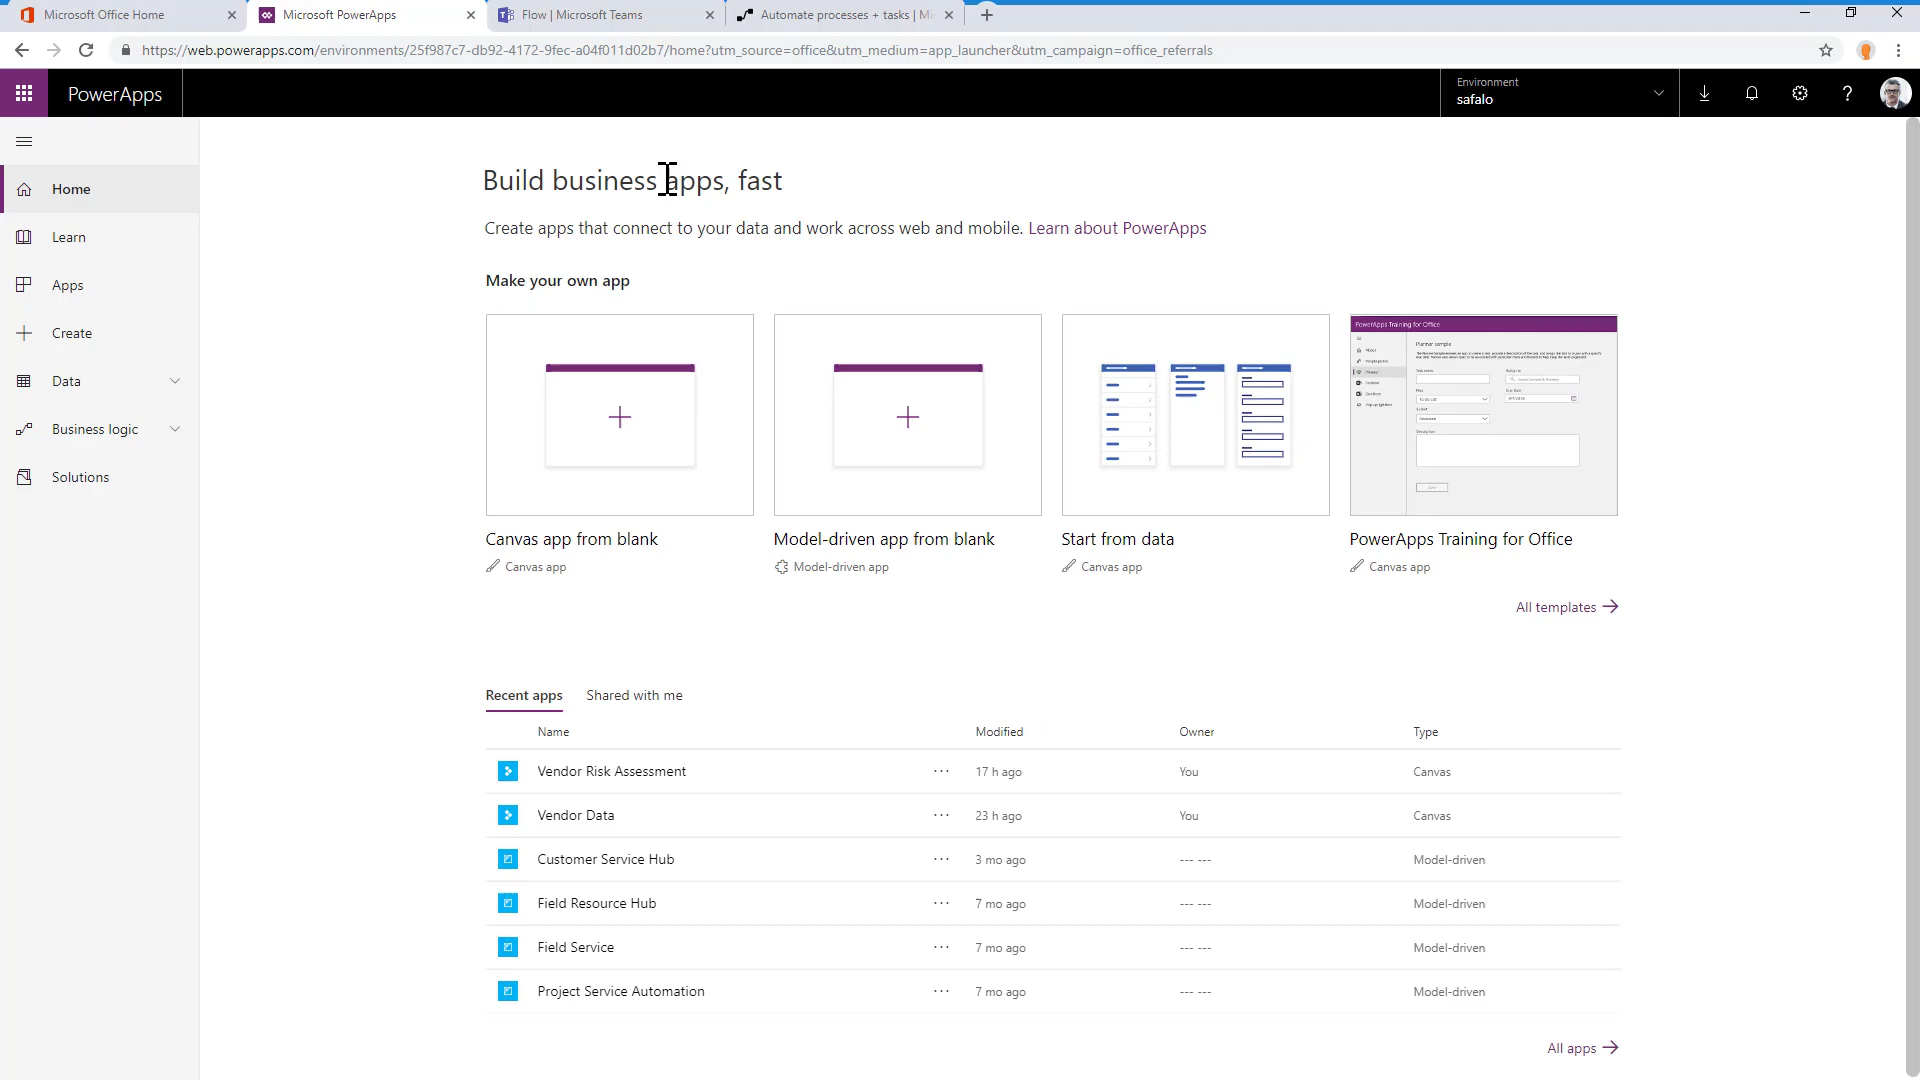 Microsoft Office Home
Microsoft PowerApps
Flow | Microsoft Teams
Automate processes + tasks | Mi
https://web.powerapps.com/environments/25f987c7-db92-4172-9fec-a04f011d02b7/home?utm_source=office&utm_medium=app_launcher&utm_campaign=office_referrals
PowerApps
Environment
safalo
?
Home
Learn
Apps
Create
Data
Business logic
Solutions
Build business apps, fast
Create apps that connect to your data and work across web and mobile. Learn about PowerApps
Make your own app
PowerApps Training for Office
Planner sample
Canvas app from blank
Canvas app
Model-driven app from blank
Model-driven app
Start from data
Canvas app
PowerApps Training for Office
Canvas app
All templates
Recent apps Shared with me
Name Modified Owner Type
Vendor Risk Assessment ··· 17 h ago You Canvas
Vendor Data ··· 23 h ago You Canvas
Customer Service Hub ··· 3 mo ago --- --- Model-driven
Field Resource Hub ··· 7 mo ago --- --- Model-driven
Field Service ··· 7 mo ago --- --- Model-driven
Project Service Automation ··· 7 mo ago --- --- Model-driven
All apps